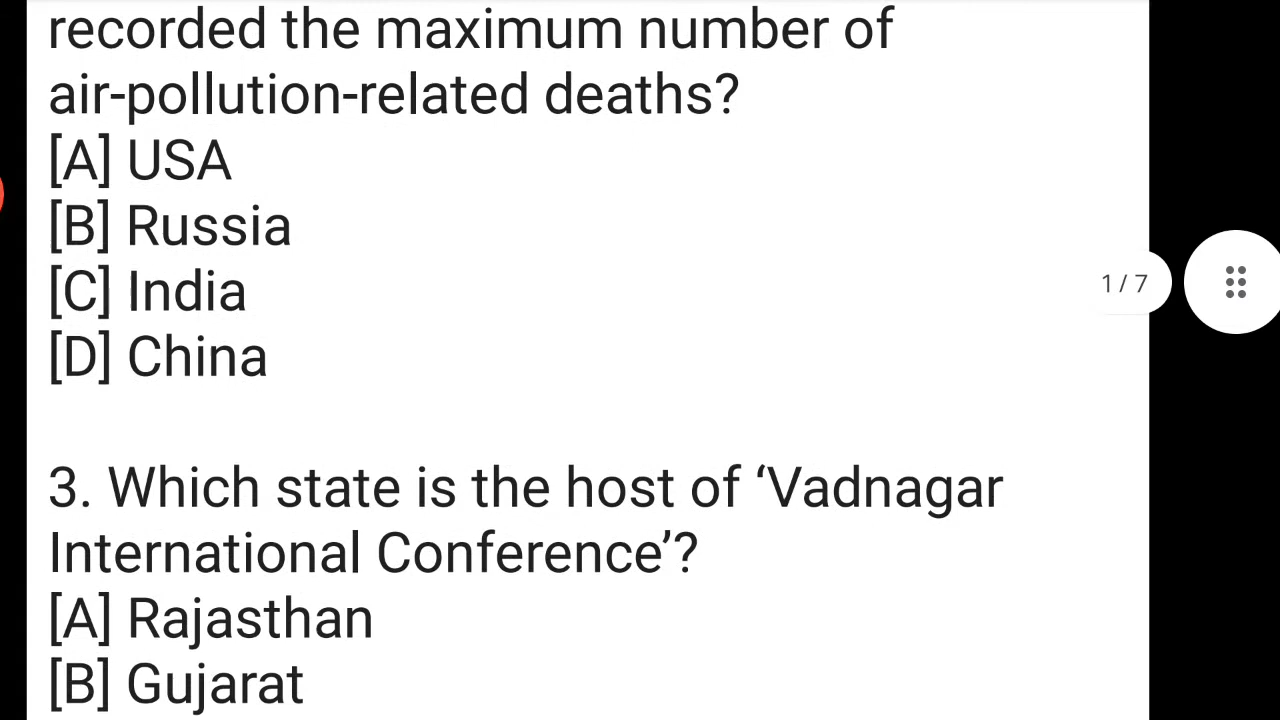 recorded the maximum number of
air-pollution-related deaths?
[A] USA
[B] Russia
[C] India
[D] China
1 / 7
3. Which state is the host of ‘Vadnagar
International Conference’?
[A] Rajasthan
[B] Gujarat